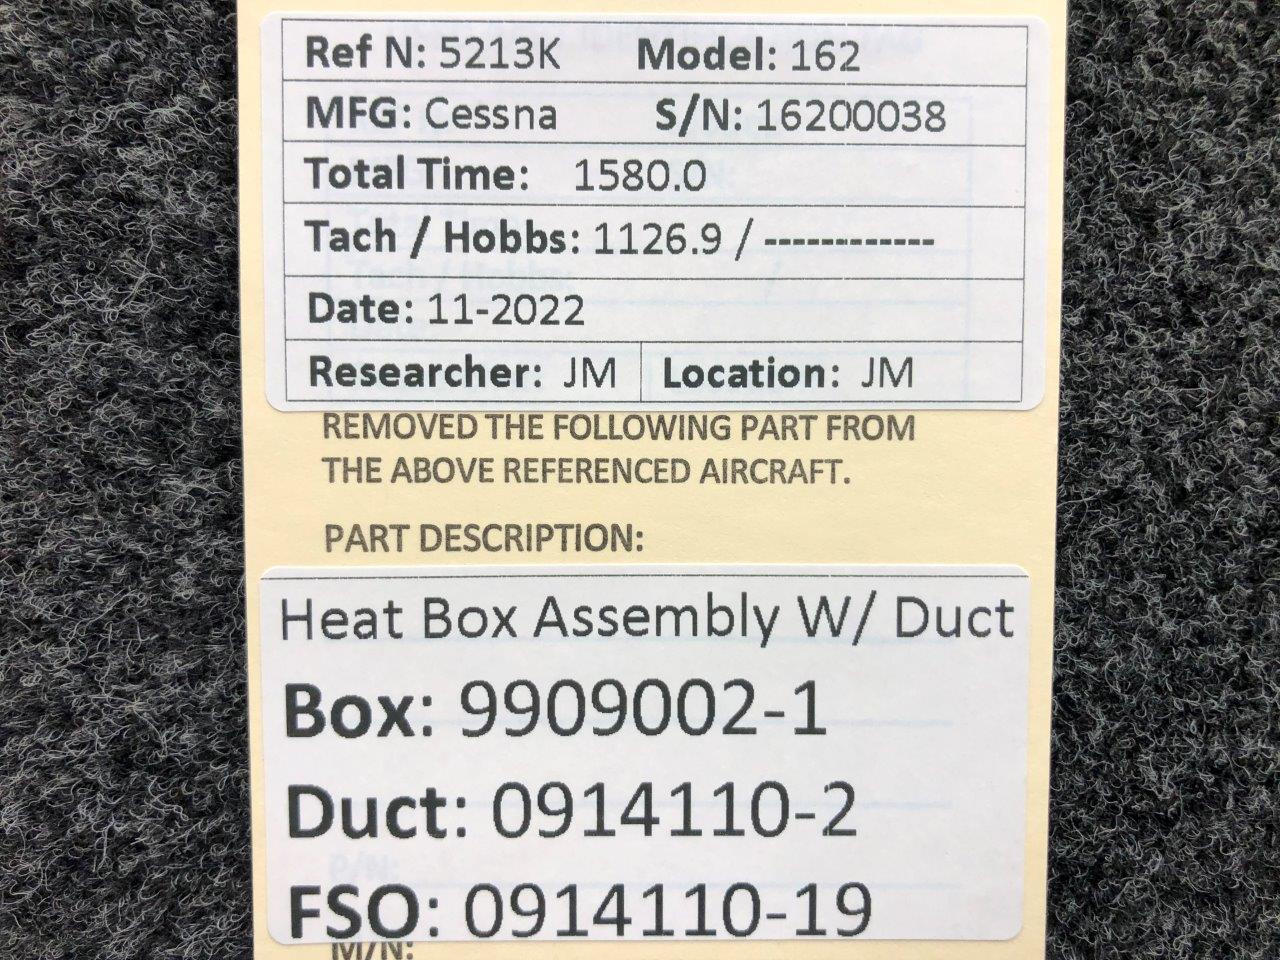 Ref N: 5213K Model: 162
MFG: Cessna S/N: 16200038
Total Time: 1580.0
Tach / Hobbs: 1126.9 / ------------
Date: 11-2022
Researcher: JM Location: JM
REMOVED THE FOLLOWING PART FROM
THE ABOVE REFERENCED AIRCRAFT.
PART DESCRIPTION:
Heat Box Assembly W/ Duct
Box: 9909002-1
Duct: 0914110-2
P/N:
FSO: 0914110-19
M/N: